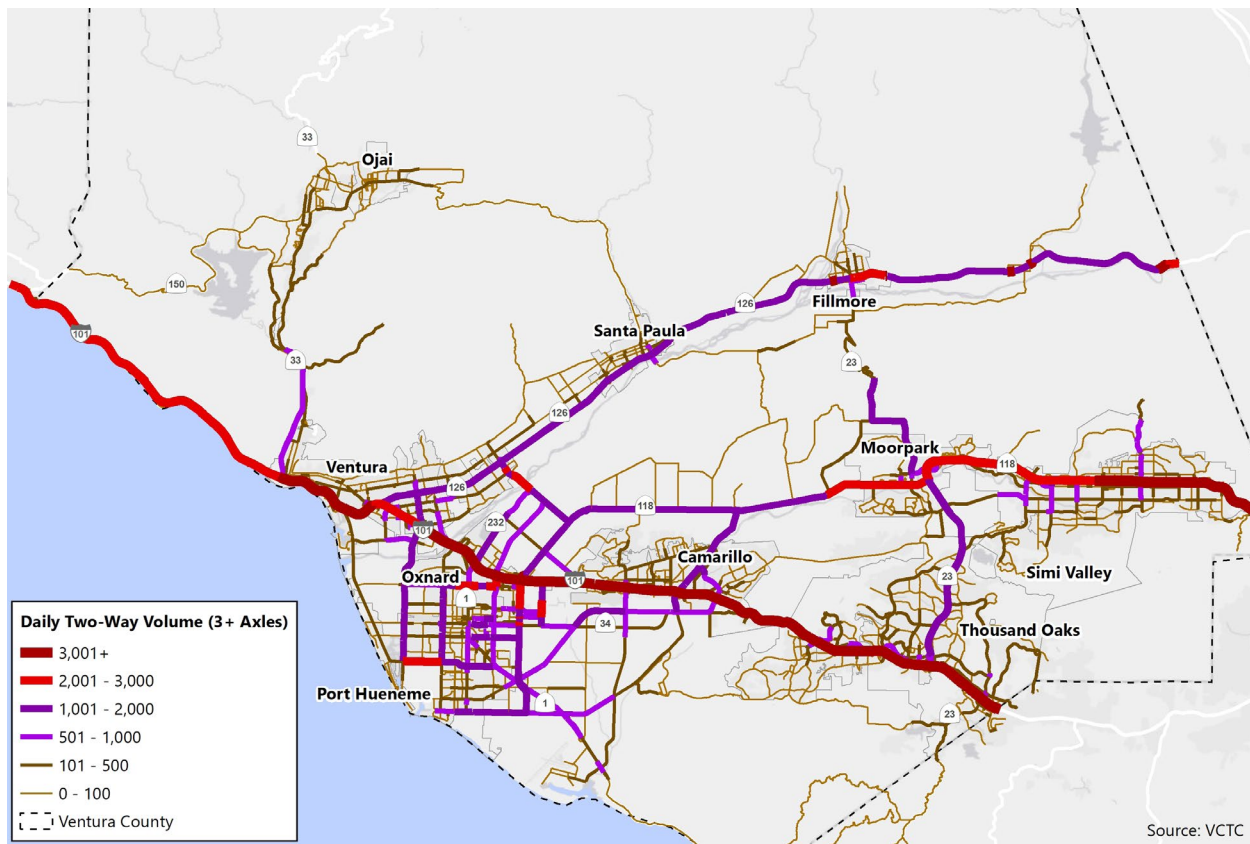 33
Ojai
150
126
Fillmore
101
Santa Paula
33
23
126
Moorpark
118
Ventura
126
118
232
101
Camarillo
Oxnard
101
Simi Valley
23
1
34
Thousand Oaks
Port Hueneme
1
23
Daily Two-Way Volume (3+ Axles)
3,001+
2,001 - 3,000
1,001 - 2,000
501 - 1,000
101 - 500
0 - 100
Ventura County
Source: VCTC